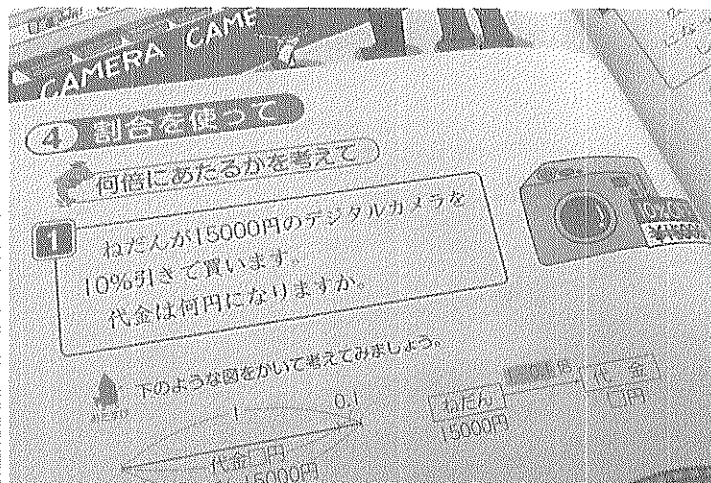 CAMERA CAME
4 割合を使って
何倍にあたるかを考えて
1
ねだんが15000円のデジタルカメラを
10%引きで買います。
代金は何円になりますか。
下のような図をかいて考えてみましょう。
1 0.1
代金□円
15000円
ねだん
15000円
倍
代金
□円